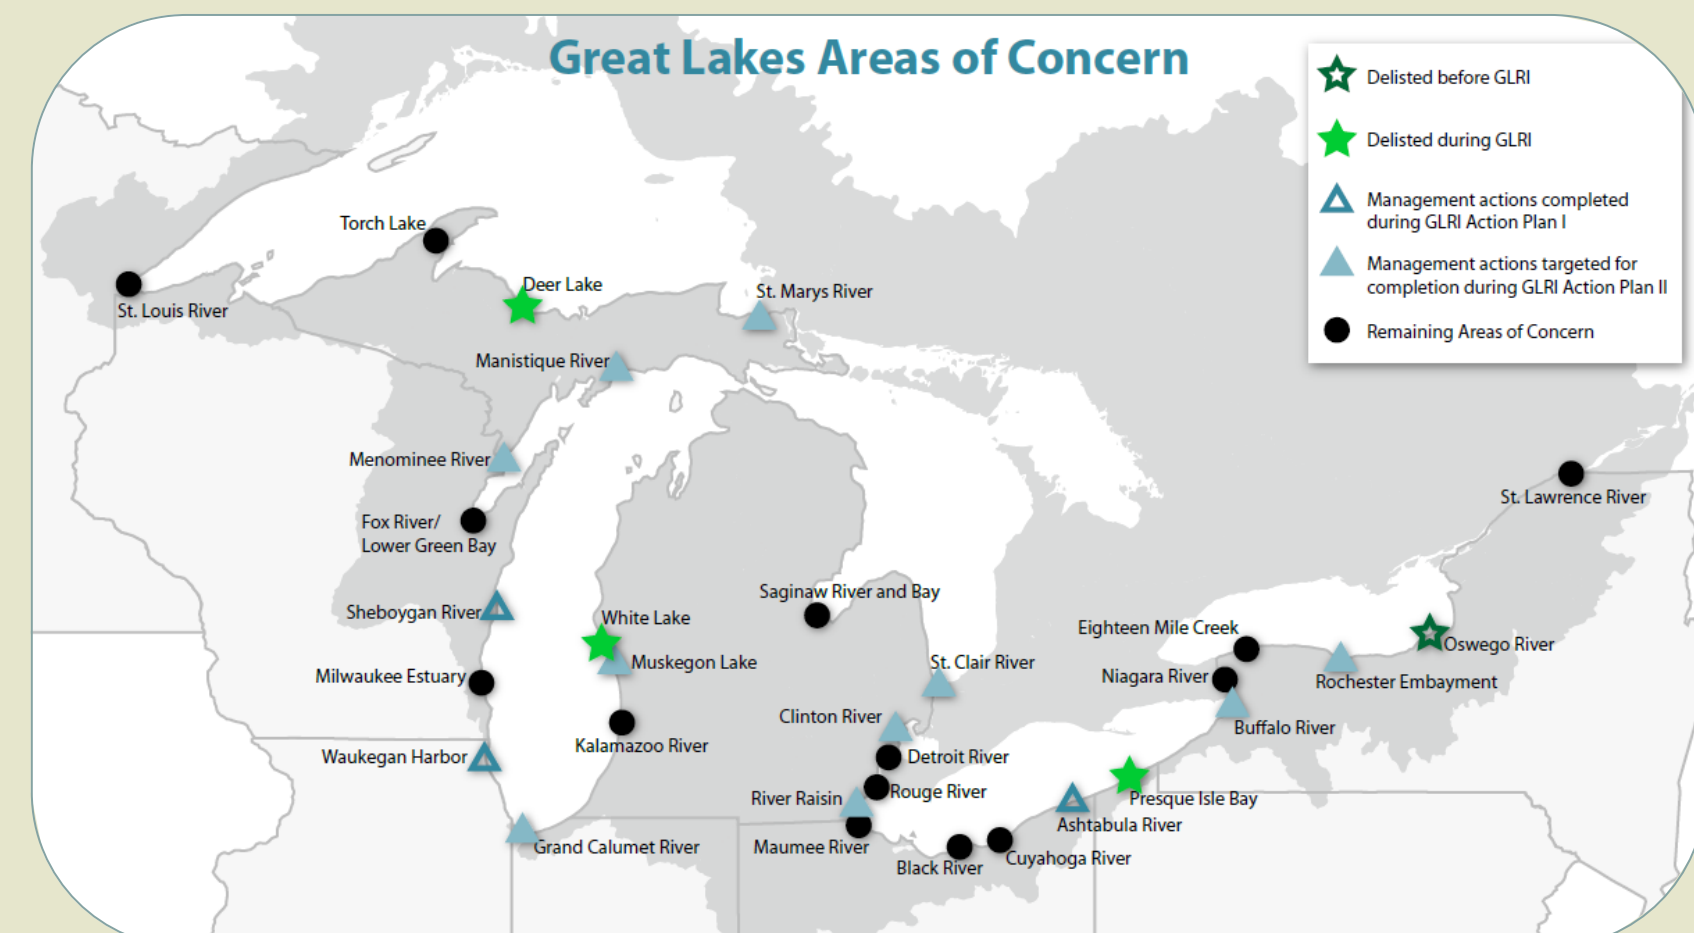 Great Lakes Areas of Concern
Delisted before GLRI
Delisted during GLRI
Management actions completed
during GLRI Action Plan I
Management actions targeted for
completion during GLRI Action Plan II
Remaining Areas of Concern
Torch Lake
Deer Lake
St. Marys River
St. Louis River
Manistique River
Menominee River
St. Lawrence River
Fox River/
Lower Green Bay
Saginaw River and Bay
Sheboygan River
White Lake
Eighteen Mile Creek
Oswego River
Muskegon Lake
St. Clair River
Milwaukee Estuary
Niagara River
Rochester Embayment
Clinton River
Buffalo River
Kalamazoo River
Waukegan Harbor
Detroit River
Rouge River
River Raisin
Presque Isle Bay
Ashtabula River
Grand Calumet River
Maumee River
Cuyahoga River
Black River